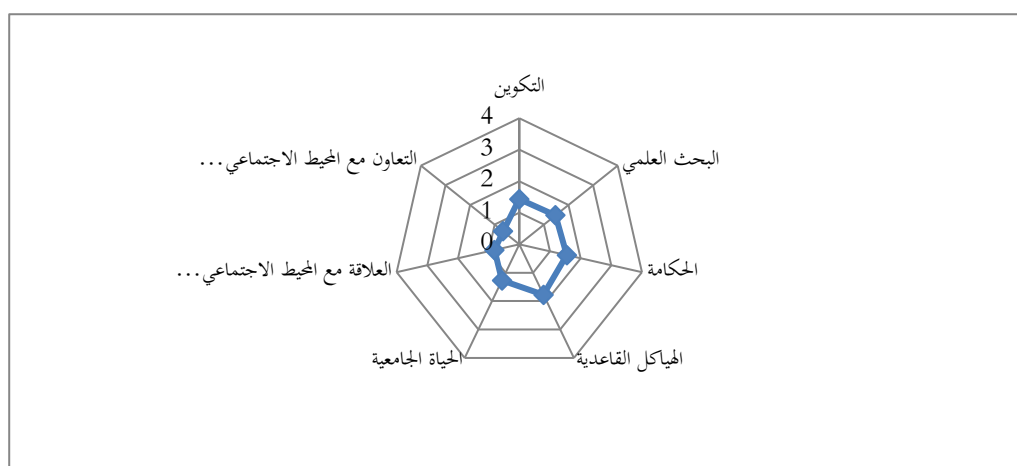 التكوين
4
3
2
1
0
البحث العلمي
الحكامة
الهياكل القاعدية
الحياة الجامعية
العلاقة مع المحيط الاجتماعي...
التعاون مع المحيط الاجتماعي...